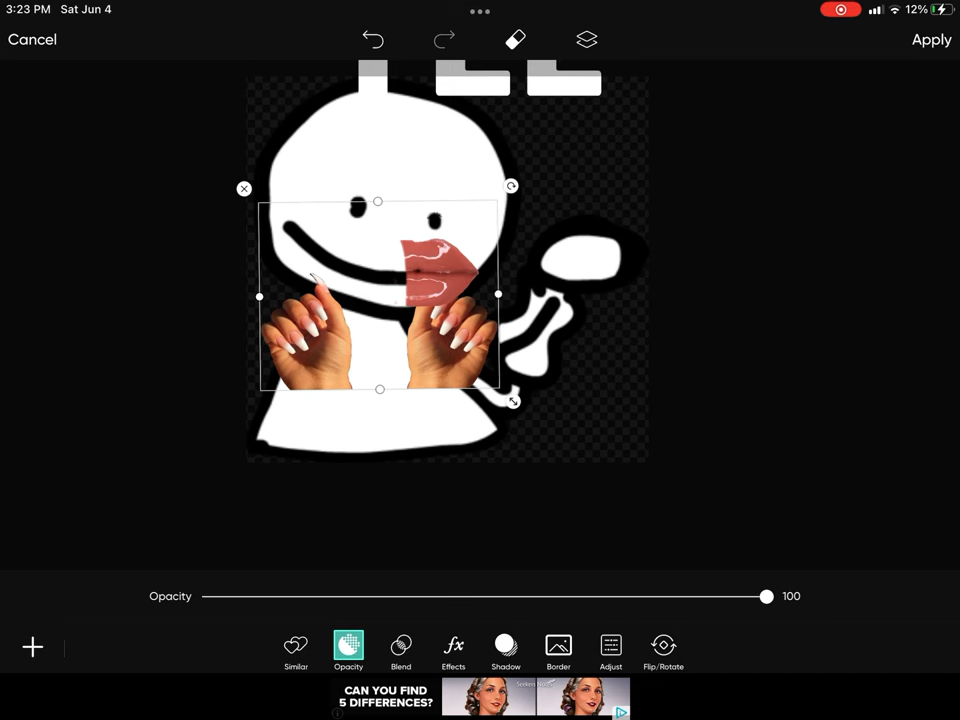 3:23 PM Sat Jun 4
12%
Cancel
Apply
Opacity
100
Similar
Opacity
Blend
fx
Effects
Shadow
Border
Adjust
Flip/Rotate
CAN YOU FIND
5 DIFFERENCES?